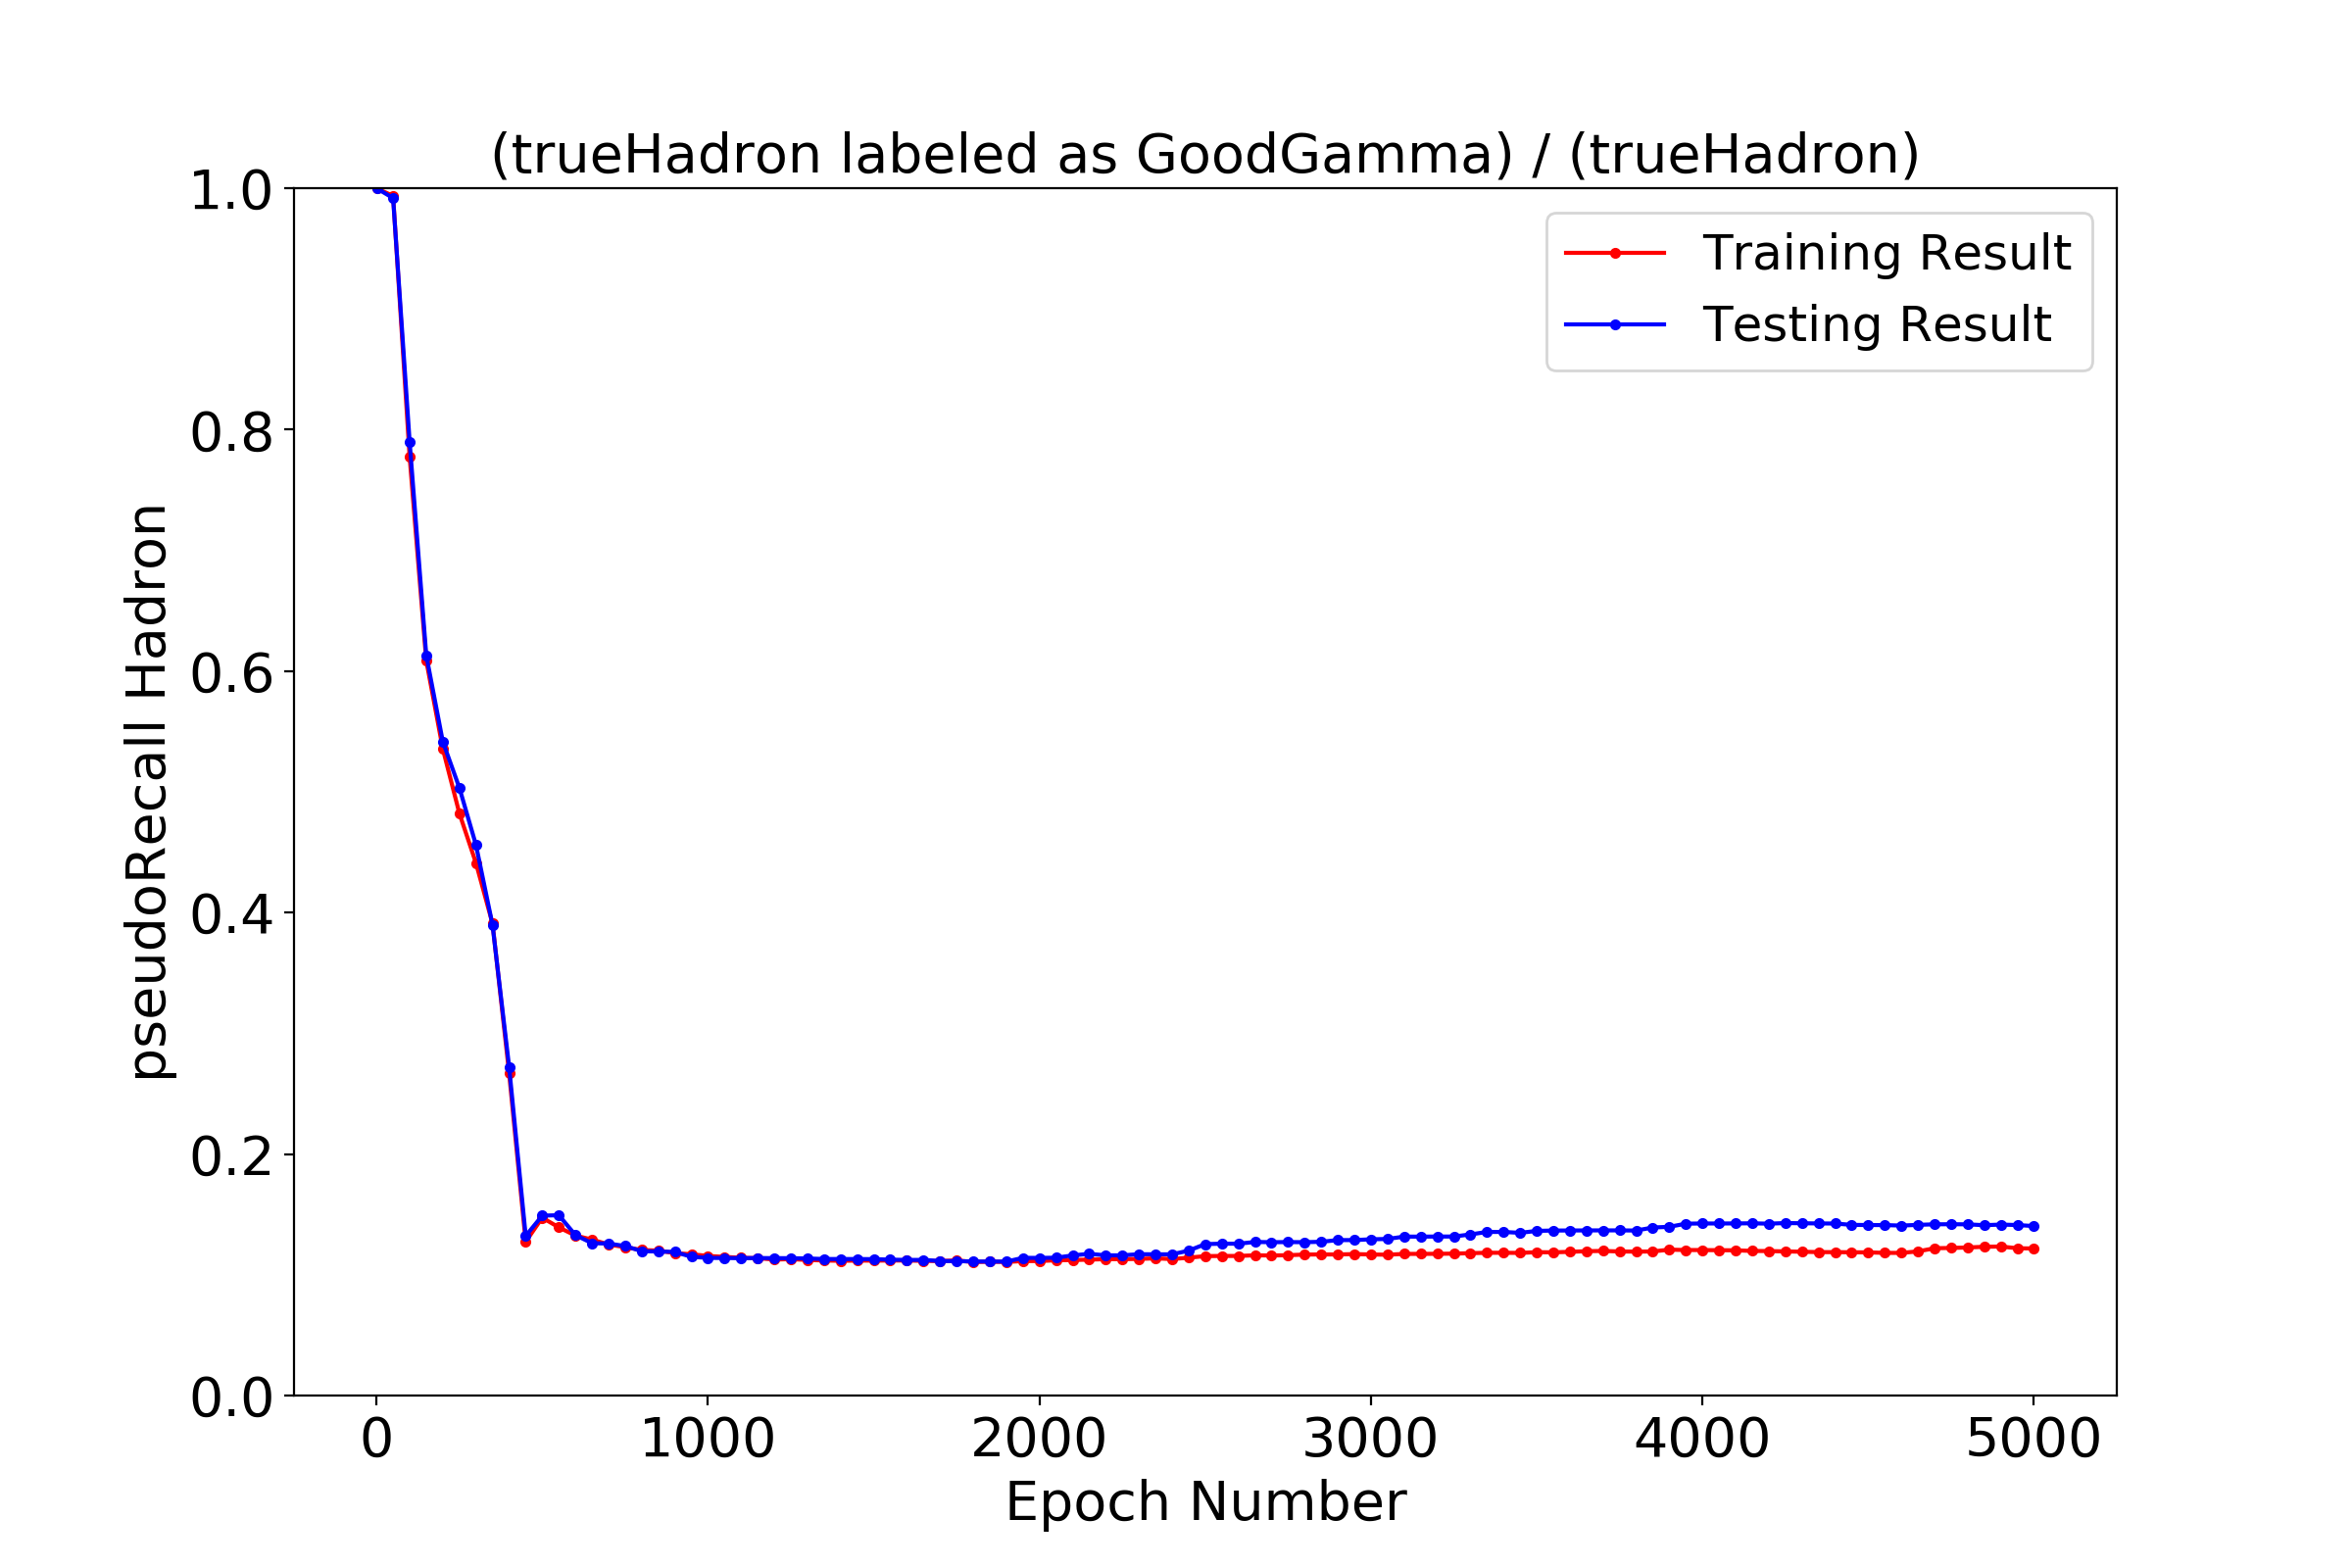 (trueHadron labeled as GoodGamma) / (trueHadron)
1.0
0.8
0.6
0.4
0.2
0.0
pseudoRecall Hadron
Training Result
Testing Result
0 1000 2000 3000 4000 5000
Epoch Number